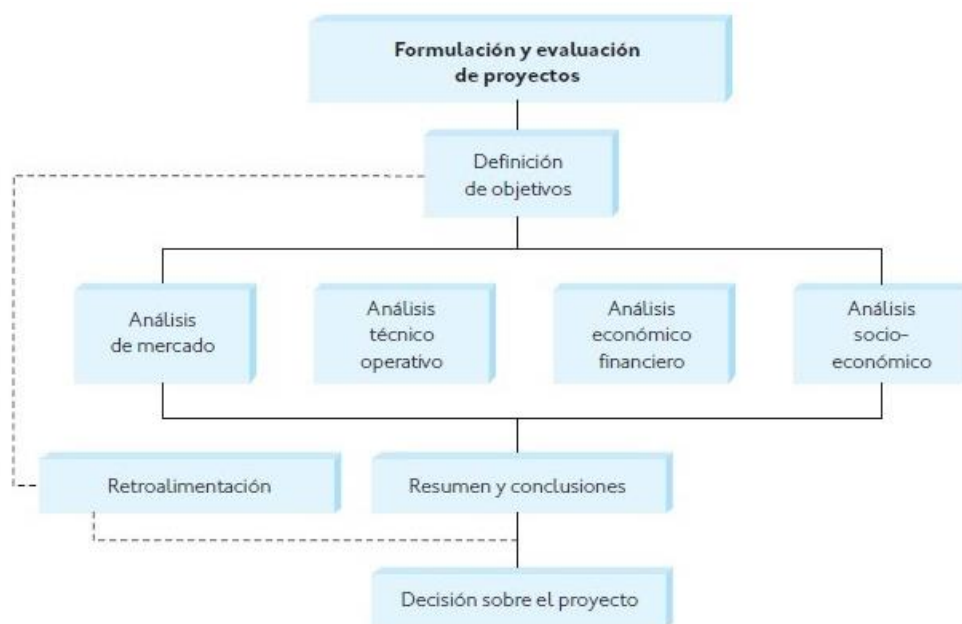 Formulación y evaluación
de proyectos
Definición
de objetivos
Análisis
de mercado
Análisis
técnico
operativo
Análisis
económico
financiero
Análisis
socio-
económico
Retroalimentación
Resumen y conclusiones
Decisión sobre el proyecto